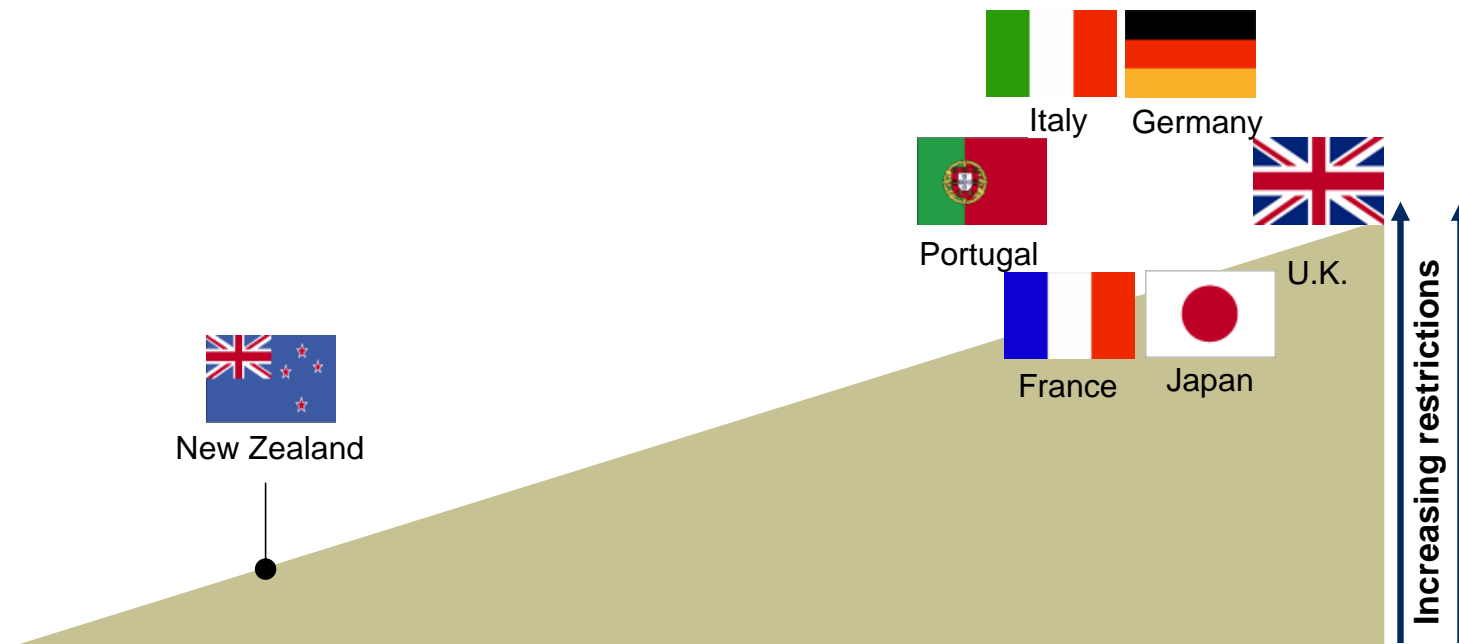 Italy
Germany
Portugal
U.K.
France
Japan
New Zealand
Increasing restrictions